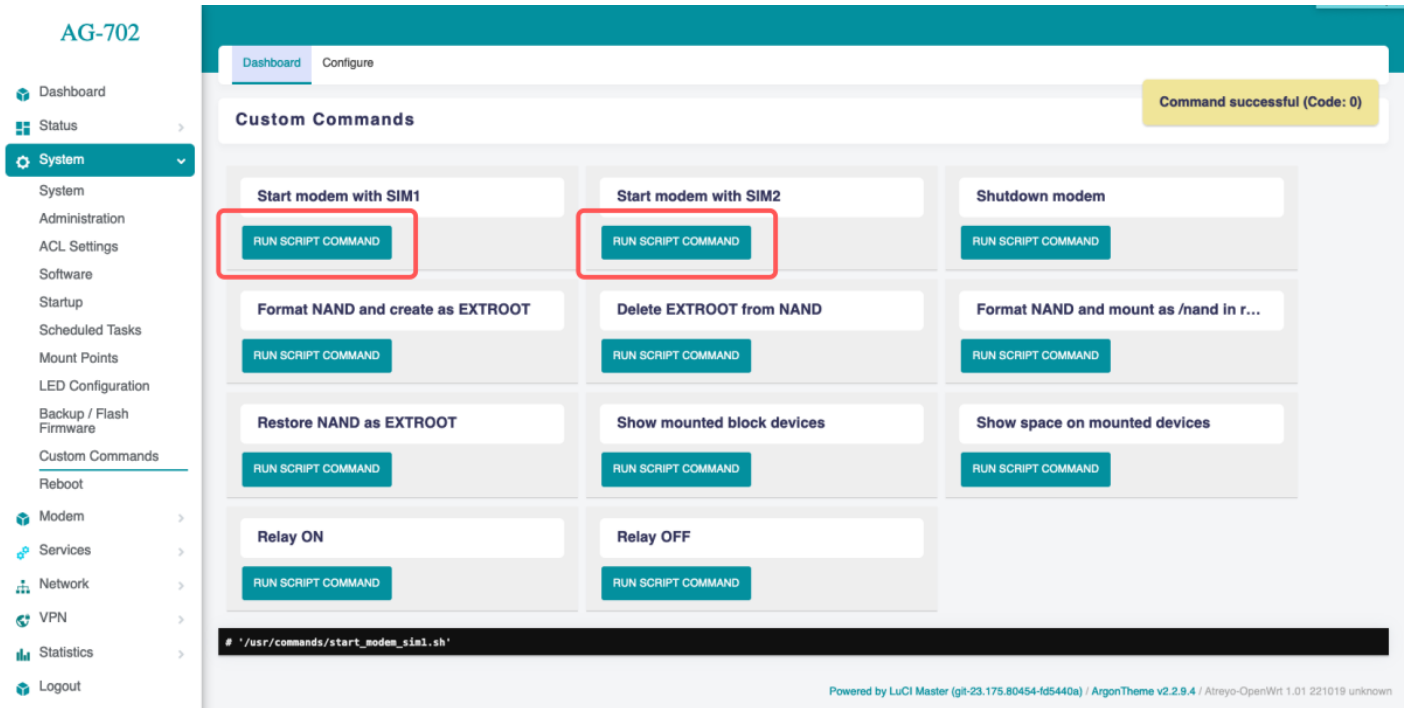 AG-702
Dashboard
Status
System
System
Administration
ACL Settings
Software
Startup
Scheduled Tasks
Mount Points
LED Configuration
Backup / Flash
Firmware
Custom Commands
Reboot
Modem
Services
Network
VPN
Statistics
Logout
Dashboard Configure
Command successful (Code: 0)
Custom Commands
Start modem with SIM1
RUN SCRIPT COMMAND
Start modem with SIM2
RUN SCRIPT COMMAND
Shutdown modem
RUN SCRIPT COMMAND
Format NAND and create as EXTROOT
RUN SCRIPT COMMAND
Delete EXTROOT from NAND
RUN SCRIPT COMMAND
Format NAND and mount as /nand in r...
RUN SCRIPT COMMAND
Restore NAND as EXTROOT
RUN SCRIPT COMMAND
Show mounted block devices
RUN SCRIPT COMMAND
Show space on mounted devices
RUN SCRIPT COMMAND
Relay ON
RUN SCRIPT COMMAND
Relay OFF
RUN SCRIPT COMMAND
# '/usr/commands/start_modem_sim1.sh'
Powered by LuCI Master (git-23.175.80454-fd5440a) / ArgonTheme v2.2.9.4 / Atreyo-OpenWrt 1.01 221019 unknown